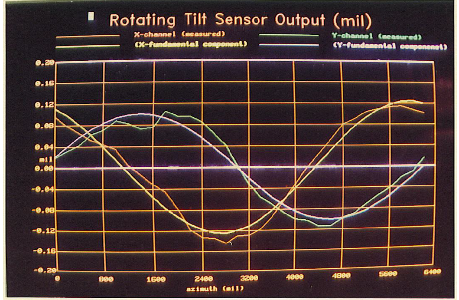 Rotating Tilt Sensor Output (mil)
X-channel (measured) Y-channel (measured)
(X-fundamental component) (Y-fundamental component)
0.20
0.16
0.12
0.08
0.04
mil
0.00
-0.04
-0.08
-0.12
-0.16
-0.20
0 800 1600 2400 3200 4000 4800 5600 6400
azimuth (mil)